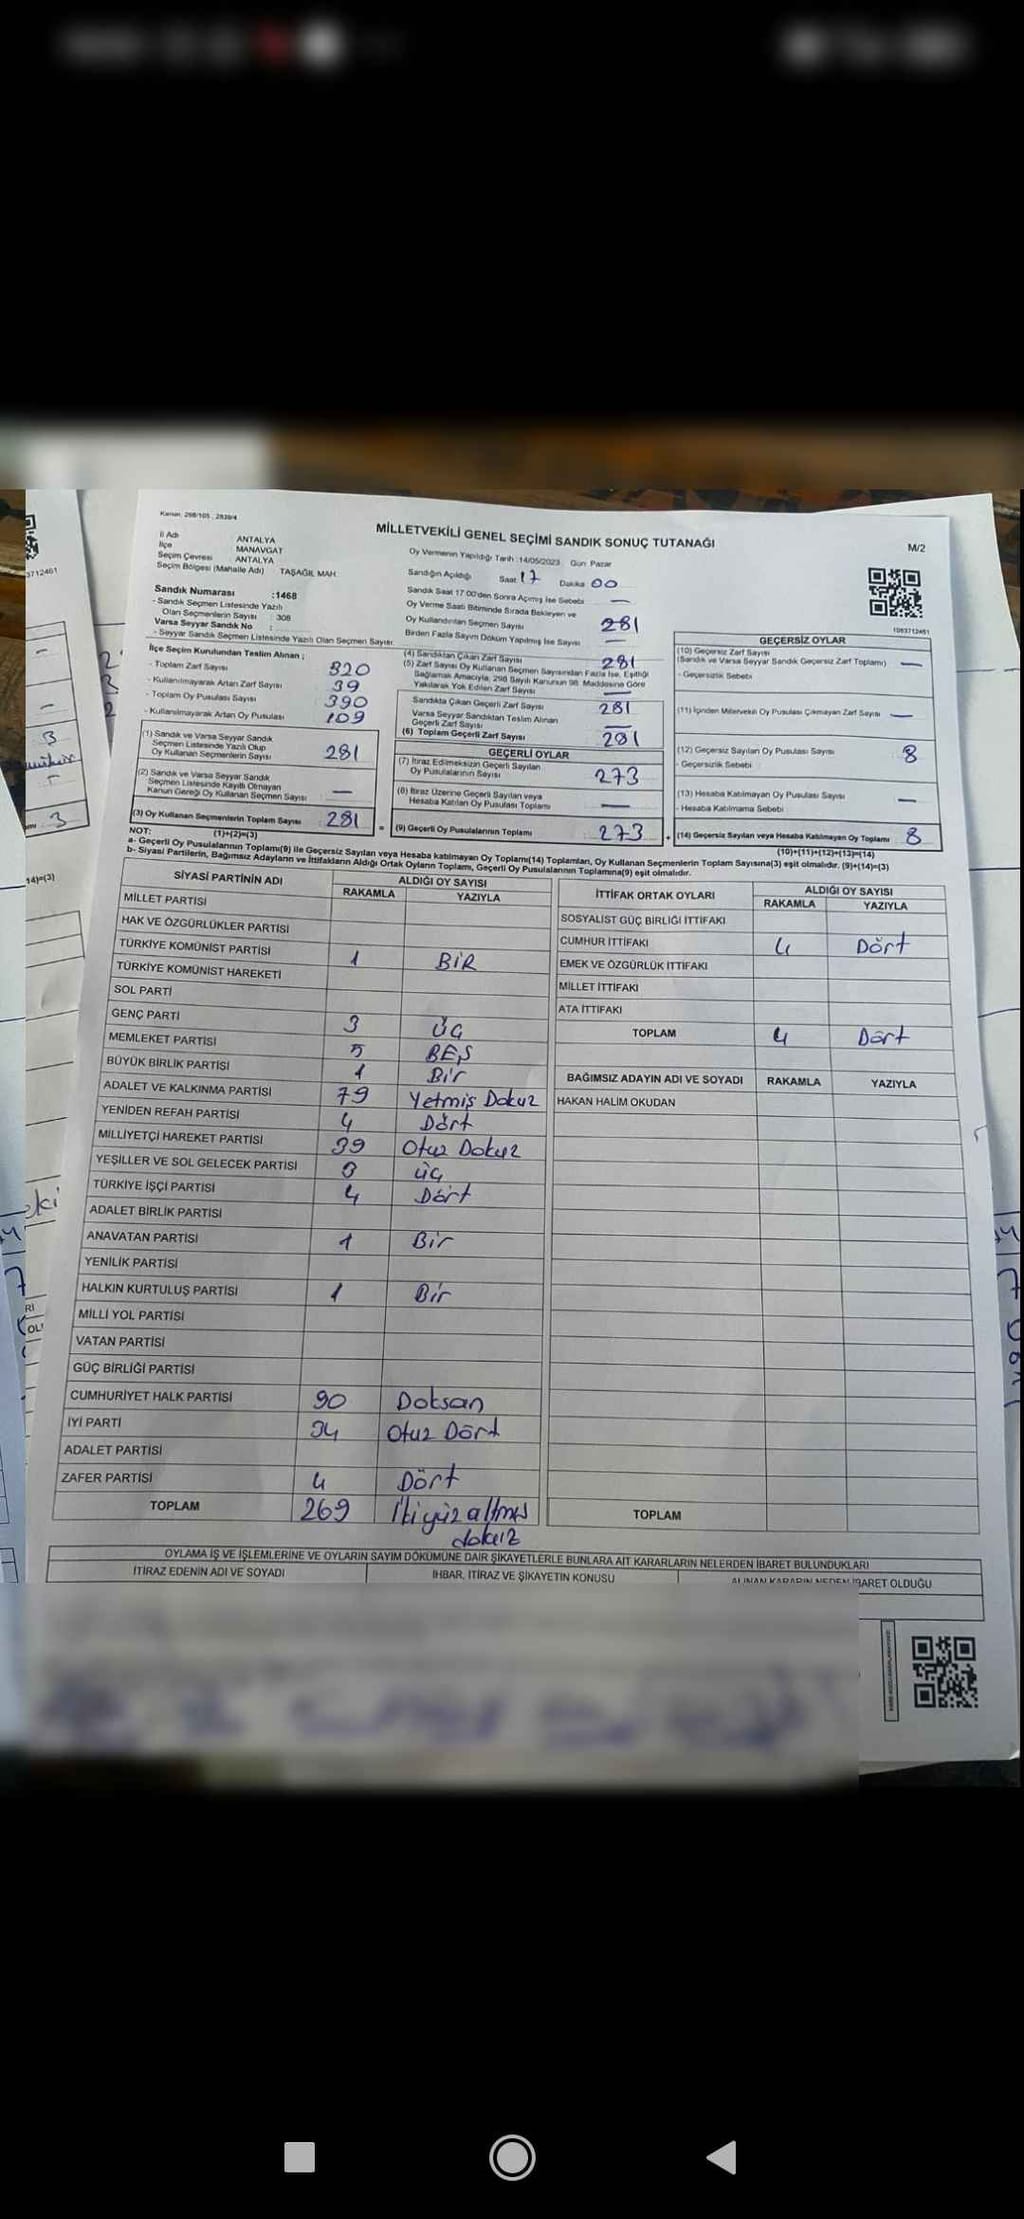 Kanun: 298/105 , 2839/4
MİLLETVEKİLİ GENEL SEÇİMİ SANDIK SONUÇ TUTANAĞI
M/2
İl Adı ANTALYA
İlçe MANAVGAT
Seçim Çevresi ANTALYA
Seçim Bölgesi (Mahalle Adı) TAŞAĞIL MAH.
Oy Vermenin Yapıldığı Tarih :14/05/2023 Gün Pazar
Sandığın Açıldığı Saat 17 Dakika 00
Sandık Saat 17.00'den Sonra Açılmış İse Sebebi —
Oy Verme Saati Bitiminde Sırada Bekleyen ve
Oy Kullandırılan Seçmen Sayısı 281
Birden Fazla Sayım Döküm Yapılmış İse Sayısı —
Sandık Numarası :1468
- Sandık Seçmen Listesinde Yazılı
Olan Seçmenlerin Sayısı : 308
Varsa Seyyar Sandık No :
- Seyyar Sandık Seçmen Listesinde Yazılı Olan Seçmen Sayısı
10637124
İlçe Seçim Kurulundan Teslim Alınan ;
- Toplam Zarf Sayısı 320
- Kullanılmayarak Artan Zarf Sayısı 39
- Toplam Oy Pusulası Sayısı 390
- Kullanılmayarak Artan Oy Pusulası 109
(1) Sandık ve Varsa Seyyar Sandık
Seçmen Listesinde Yazılı Olup
Oy Kullanan Seçmenlerin Sayısı 281
(2) Sandık ve Varsa Seyyar Sandık
Seçmen Listesinde Kayıtlı Olmayan
Kanun Gereği Oy Kullanan Seçmen Sayısı —
(3) Oy Kullanan Seçmenlerin Toplam Sayısı 281
(1)+(2)=(3)
(4) Sandıktan Çıkan Zarf Sayısı 281
(5) Zarf Sayısı Oy Kullanan Seçmen Sayısından Fazla İse, Eşitliği
Sağlamak Amacıyla, 298 Sayılı Kanunun 98. Maddesine Göre
Yakılarak Yok Edilen Zarf Sayısı —
Sandıkta Çıkan Geçerli Zarf Sayısı 281
Varsa Seyyar Sandıktan Teslim Alınan
Geçerli Zarf Sayısı —
(6) Toplam Geçerli Zarf Sayısı 281
GEÇERLİ OYLAR
(7) İtiraz Edilmeksizin Geçerli Sayılan
Oy Pusulalarının Sayısı 273
(8) İtiraz Üzerine Geçerli Sayılan veya
Hesaba Katılan Oy Pusulası Toplamı —
(9) Geçerli Oy Pusulalarının Toplamı 273
GEÇERSİZ OYLAR
(10) Geçersiz Zarf Sayısı
(Sandık ve Varsa Seyyar Sandık Geçersiz Zarf Toplamı) —
- Geçersizlik Sebebi
(11) İçinden Milletvekili Oy Pusulası Çıkmayan Zarf Sayısı —
(12) Geçersiz Sayılan Oy Pusulası Sayısı 8
- Geçersizlik Sebebi
(13) Hesaba Katılmayan Oy Pusulası Sayısı —
- Hesaba Katılmama Sebebi
(14) Geçersiz Sayılan veya Hesaba Katılmayan Oy Toplamı 8
(10)+(11)+(12)+(13)=(14)
NOT:
a- Geçerli Oy Pusulalarının Toplamı(9) ile Geçersiz Sayılan veya Hesaba katılmayan Oy Toplamı(14) Toplamları, Oy Kullanan Seçmenlerin Toplam Sayısına(3) eşit olmalıdır. (9)+(14)=(3)
b- Siyasi Partilerin, Bağımsız Adayların ve İttifakların Aldığı Ortak Oyların Toplamı, Geçerli Oy Pusulalarının Toplamına(9) eşit olmalıdır.
SİYASİ PARTİNİN ADI ALDIĞI OY SAYISI
RAKAMLA YAZIYLA
MİLLET PARTİSİ
HAK VE ÖZGÜRLÜKLER PARTİSİ
TÜRKİYE KOMÜNİST PARTİSİ 1 BİR
TÜRKİYE KOMÜNİST HAREKETİ
SOL PARTİ
GENÇ PARTİ 3 ÜÇ
MEMLEKET PARTİSİ 5 BEŞ
BÜYÜK BİRLİK PARTİSİ 1 Bir
ADALET VE KALKINMA PARTİSİ 79 Yetmiş Dokuz
YENİDEN REFAH PARTİSİ 4 Dört
MİLLİYETÇİ HAREKET PARTİSİ 39 Otuz Dokuz
YEŞİLLER VE SOL GELECEK PARTİSİ 3 üç
TÜRKİYE İŞÇİ PARTİSİ 4 Dört
ADALET BİRLİK PARTİSİ
ANAVATAN PARTİSİ 1 Bir
YENİLİK PARTİSİ
HALKIN KURTULUŞ PARTİSİ 1 Bir
MİLLİ YOL PARTİSİ
VATAN PARTİSİ
GÜÇ BİRLİĞİ PARTİSİ
CUMHURİYET HALK PARTİSİ 90 Doksan
İYİ PARTİ 34 Otuz Dört
ADALET PARTİSİ
ZAFER PARTİSİ 4 Dört
TOPLAM 269 İkiyüz altmış
dokuz
İTTİFAK ORTAK OYLARI ALDIĞI OY SAYISI
RAKAMLA YAZIYLA
SOSYALİST GÜÇ BİRLİĞİ İTTİFAKI
CUMHUR İTTİFAKI 4 Dört
EMEK VE ÖZGÜRLÜK İTTİFAKI
MİLLET İTTİFAKI
ATA İTTİFAKI
TOPLAM 4 Dört
BAĞIMSIZ ADAYIN ADI VE SOYADI RAKAMLA YAZIYLA
HAKAN HALİM OKUDAN
TOPLAM
OYLAMA İŞ VE İŞLEMLERİNE VE OYLARIN SAYIM DÖKÜMÜNE DAİR ŞİKAYETLERLE BUNLARA AİT KARARLARIN NELERDEN İBARET BULUNDUKLARI
İTİRAZ EDENİN ADI VE SOYADI
İHBAR, İTİRAZ VE ŞİKAYETİN KONUSU
ALINAN KARARIN NEDEN İBARET OLDUĞU